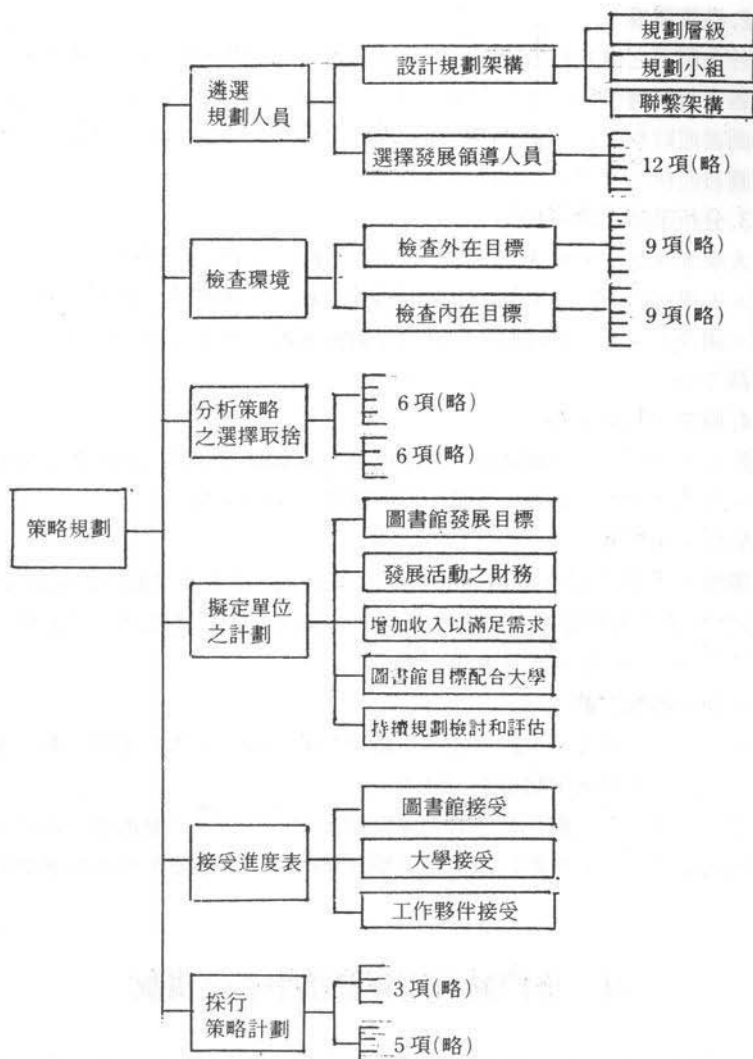 策略規劃
遴選
規劃人員
設計規劃架構
規劃層級
規劃小組
聯繫架構
選擇發展領導人員
12項(略)
檢查環境
檢查外在目標
9項(略)
檢查內在目標
9項(略)
分析策略
之選擇取捨
6項(略)
6項(略)
擬定單位
之計劃
圖書館發展目標
發展活動之財務
增加收入以滿足需求
圖書館目標配合大學
持續規劃檢討和評估
接受進度表
圖書館接受
大學接受
工作夥伴接受
採行
策略計劃
3項(略)
5項(略)